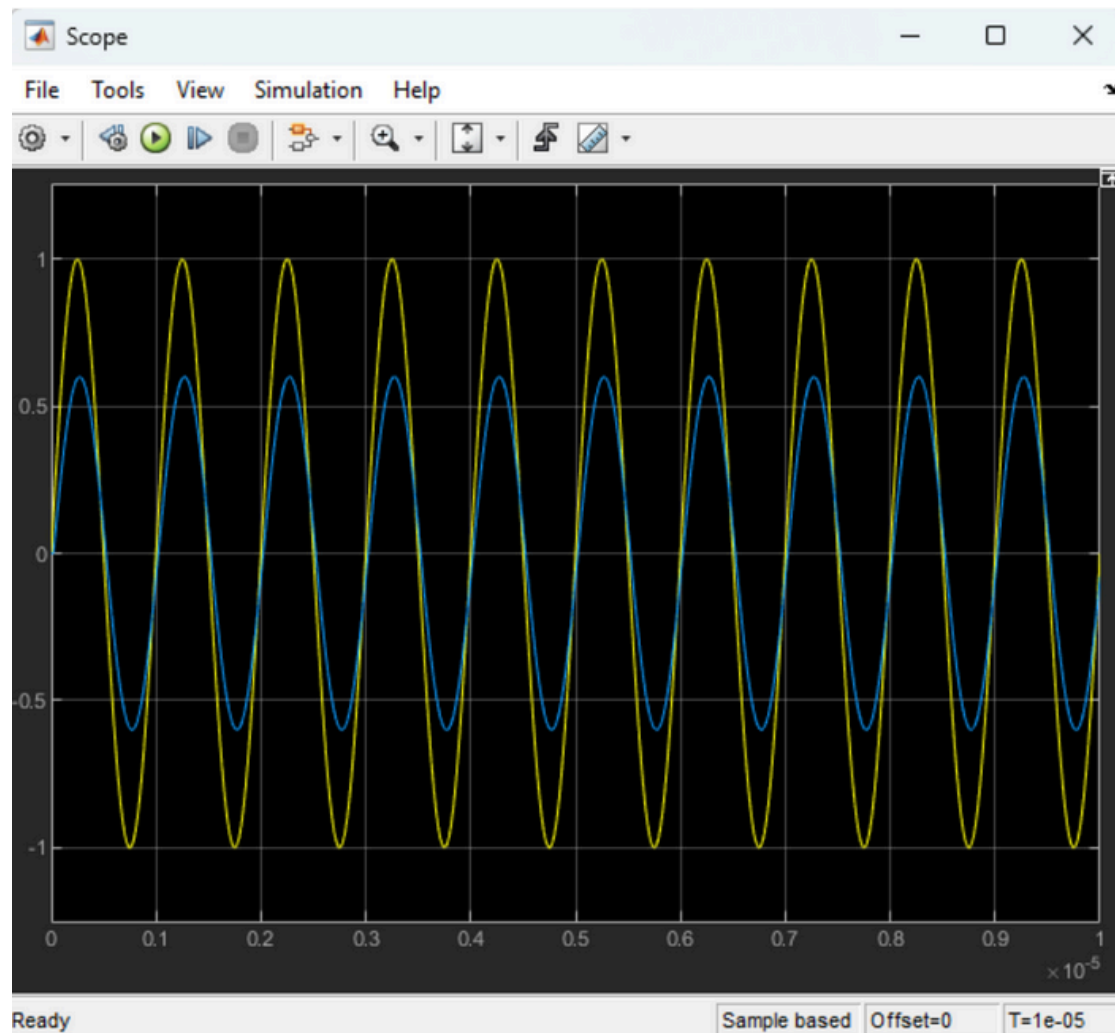 Scope
File Tools View Simulation Help
1
0.5
0
-0.5
-1
0 0.1 0.2 0.3 0.4 0.5 0.6 0.7 0.8 0.9 1
×10⁻⁵
Ready Sample based Offset=0 T=1e-05